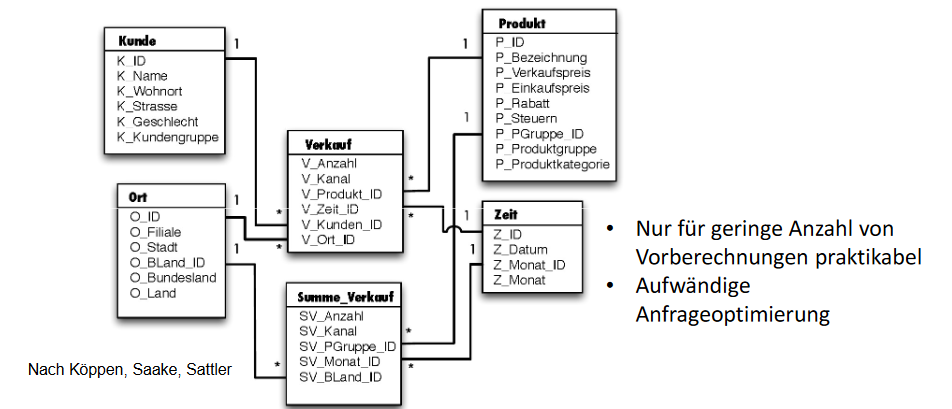 Kunde
K_ID
K_Name
K_Wohnort
K_Strasse
K_Geschlecht
K_Kundengruppe
1
Produkt
P_ID
P_Bezeichnung
P_Verkaufspreis
P_Einkaufspreis
P_Rabatt
P_Steuern
P_PGruppe_ID
P_Produktgruppe
P_Produktkategorie
1
1
Verkauf
V_Anzahl
V_Kanal
V_Produkt_ID
V_Zeit_ID
V_Kunden_ID
V_Ort_ID
*
*
*
*
Ort
O_ID
O_Filiale
O_Stadt
O_BLand_ID
O_Bundesland
O_Land
1
1
Zeit
Z_ID
Z_Datum
Z_Monat_ID
Z_Monat
1
1
Summe_Verkauf
SV_Anzahl
SV_Kanal
SV_PGruppe_ID
SV_Monat_ID
SV_BLand_ID
*
*
*
• Nur für geringe Anzahl von
Vorberechnungen praktikabel
• Aufwändige
Anfrageoptimierung
Nach Köppen, Saake, Sattler